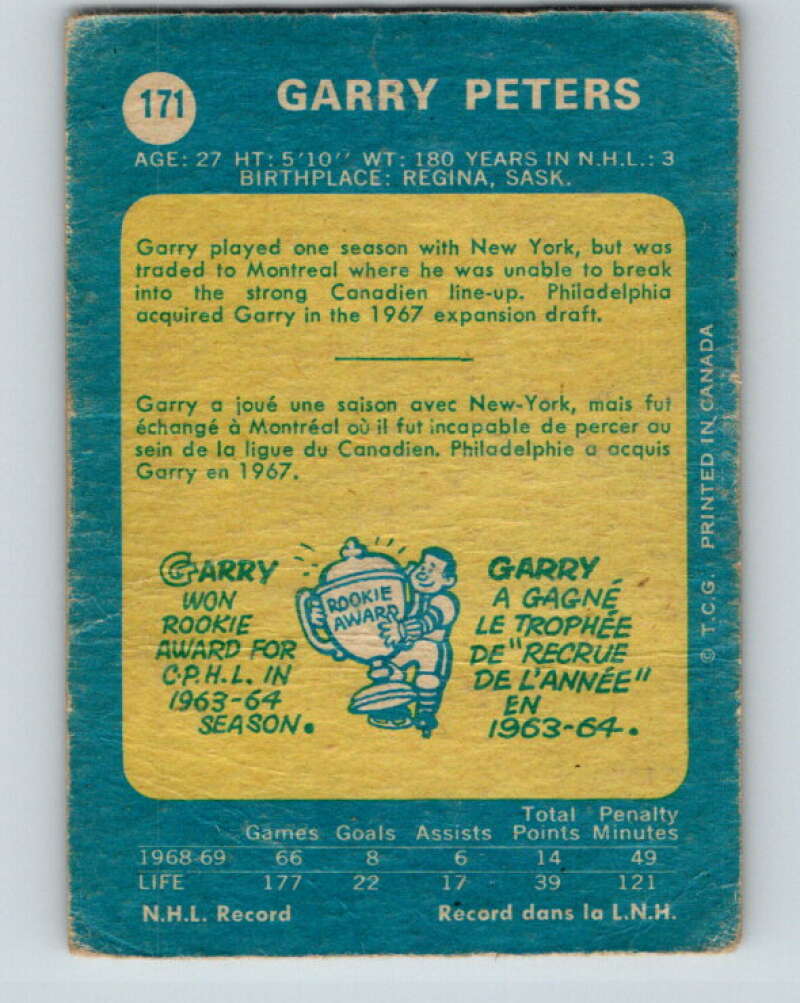 171
GARRY PETERS
AGE: 27 HT: 5'10'' WT: 180 YEARS IN N.H.L.: 3
BIRTHPLACE: REGINA, SASK.
Garry played one season with New York, but was
traded to Montreal where he was unable to break
into the strong Canadien line-up. Philadelphia
acquired Garry in the 1967 expansion draft.
Garry a joué une saison avec New-York, mais fut
échangé à Montréal où il fut incapable de percer au
sein de la ligue du Canadien. Philadelphie a acquis
Garry en 1967.
GARRY
WON
ROOKIE
AWARD FOR
C.P.H.L. IN
1963-64
SEASON.
ROOKIE
AWARD
GARRY
A GAGNÉ
LE TROPHÉE
DE "RECRUE
DE L'ANNÉE"
EN
1963-64.
© T.C.G. PRINTED IN CANADA
Total Penalty
Games Goals Assists Points Minutes
1968-69 66 8 6 14 49
LIFE 177 22 17 39 121
N.H.L. Record Record dans la L.N.H.